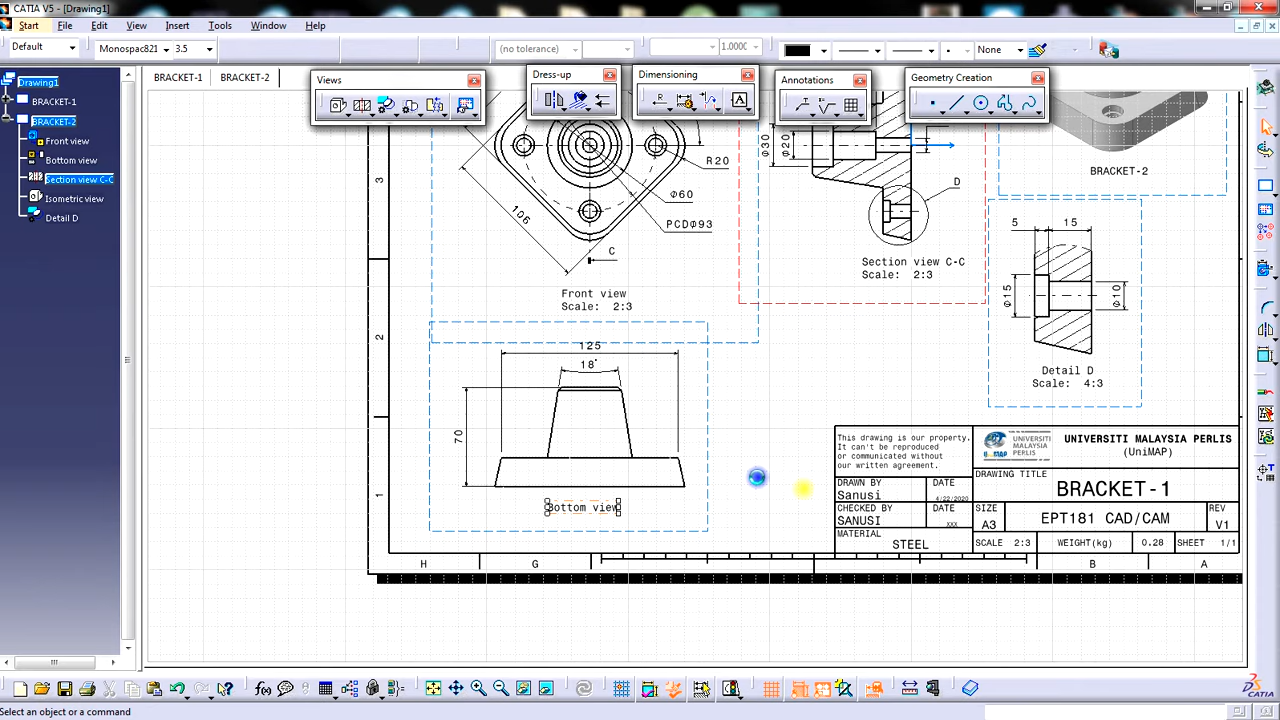 CATIA V5 - [Drawing1]
Start File Edit View Insert Tools Window Help
Default Monospac821 3.5 (no tolerance) None
BRACKET-1 BRACKET-2
Views
Dress-up
Dimensioning
Annotations
Geometry Creation
Drawing1
BRACKET-1
BRACKET-2
Front view
Bottom view
Section view C-C
Isometric view
Detail D
3
2
1
106
R20
Φ60
PCDΦ93
C
Front view
Scale: 2:3
Φ30
Φ20
D
Section view C-C
Scale: 2:3
BRACKET-2
5 15
Φ15
Φ10
Detail D
Scale: 4:3
125
18°
70
Bottom view
This drawing is our property.
It can't be reproduced
or communicated without
our written agreement.
UNIVERSITI MALAYSIA PERLIS
(UniMAP)
DRAWN BY
Sanusi
DATE
4/22/2020
CHECKED BY
SANUSI
DATE
XXX
MATERIAL
STEEL
DRAWING TITLE
BRACKET-1
SIZE
A3
EPT181 CAD/CAM
REV
V1
SCALE 2:3
WEIGHT(kg) 0.28
SHEET 1/1
H G B A
Select an object or a command
CATIA